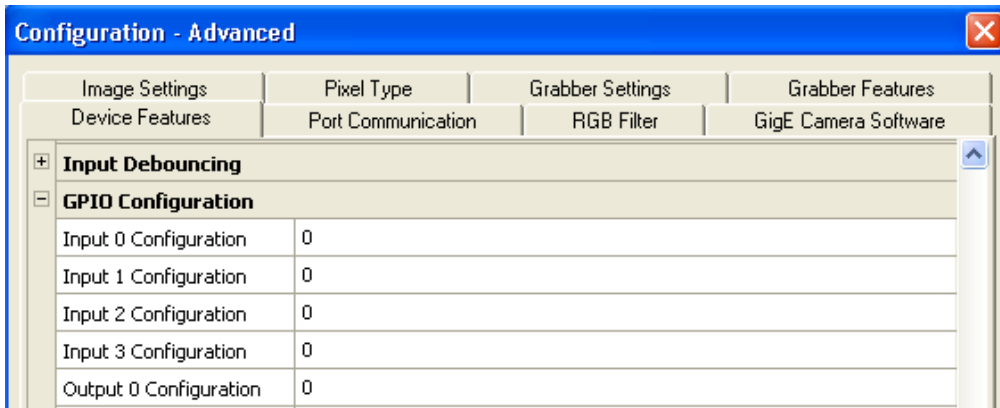 Configuration - Advanced
Image Settings
Pixel Type
Grabber Settings
Grabber Features
Device Features
Port Communication
RGB Filter
GigE Camera Software
Input Debouncing
GPIO Configuration
Input 0 Configuration 0
Input 1 Configuration 0
Input 2 Configuration 0
Input 3 Configuration 0
Output 0 Configuration 0